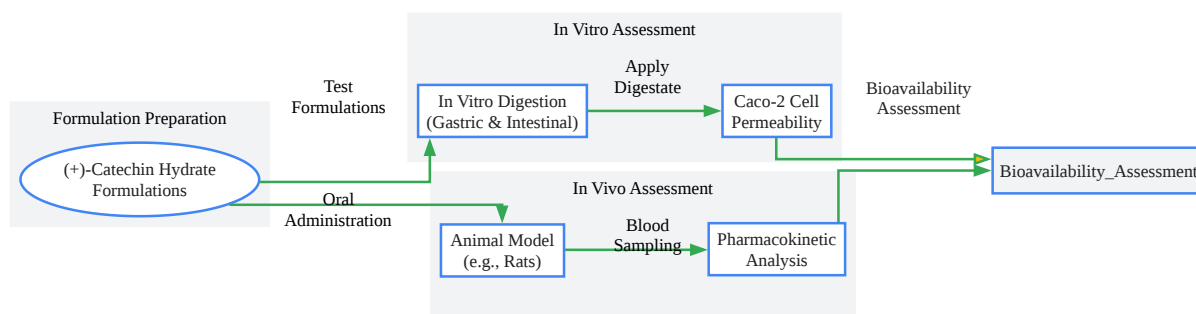 In Vitro Assessment
Test
Formulations
Apply
Digestate
Bioavailability
Assessment
In Vitro Digestion
(Gastric & Intestinal)
Caco-2 Cell
Permeability
Formulation Preparation
(+)-Catechin Hydrate
Formulations
Bioavailability_Assessment
In Vivo Assessment
Oral
Administration
Blood
Sampling
Animal Model
(e.g., Rats)
Pharmacokinetic
Analysis